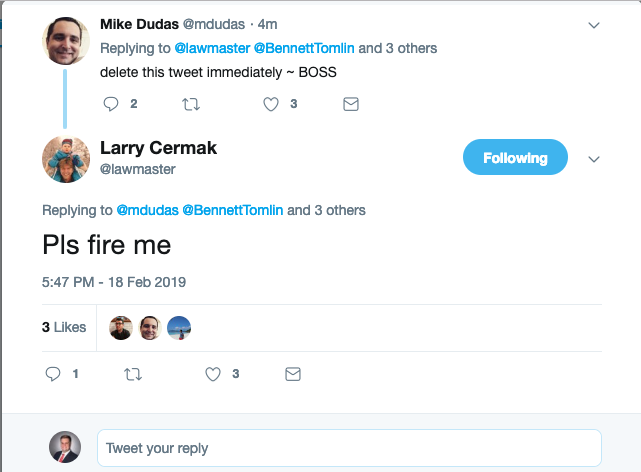 Mike Dudas @mdudas · 4m
Replying to @lawmaster @BennettTomlin and 3 others
delete this tweet immediately ~ BOSS
2 3
Larry Cermak
@lawmaster
Following
Replying to @mdudas @BennettTomlin and 3 others
Pls fire me
5:47 PM - 18 Feb 2019
3 Likes
1 3
Tweet your reply